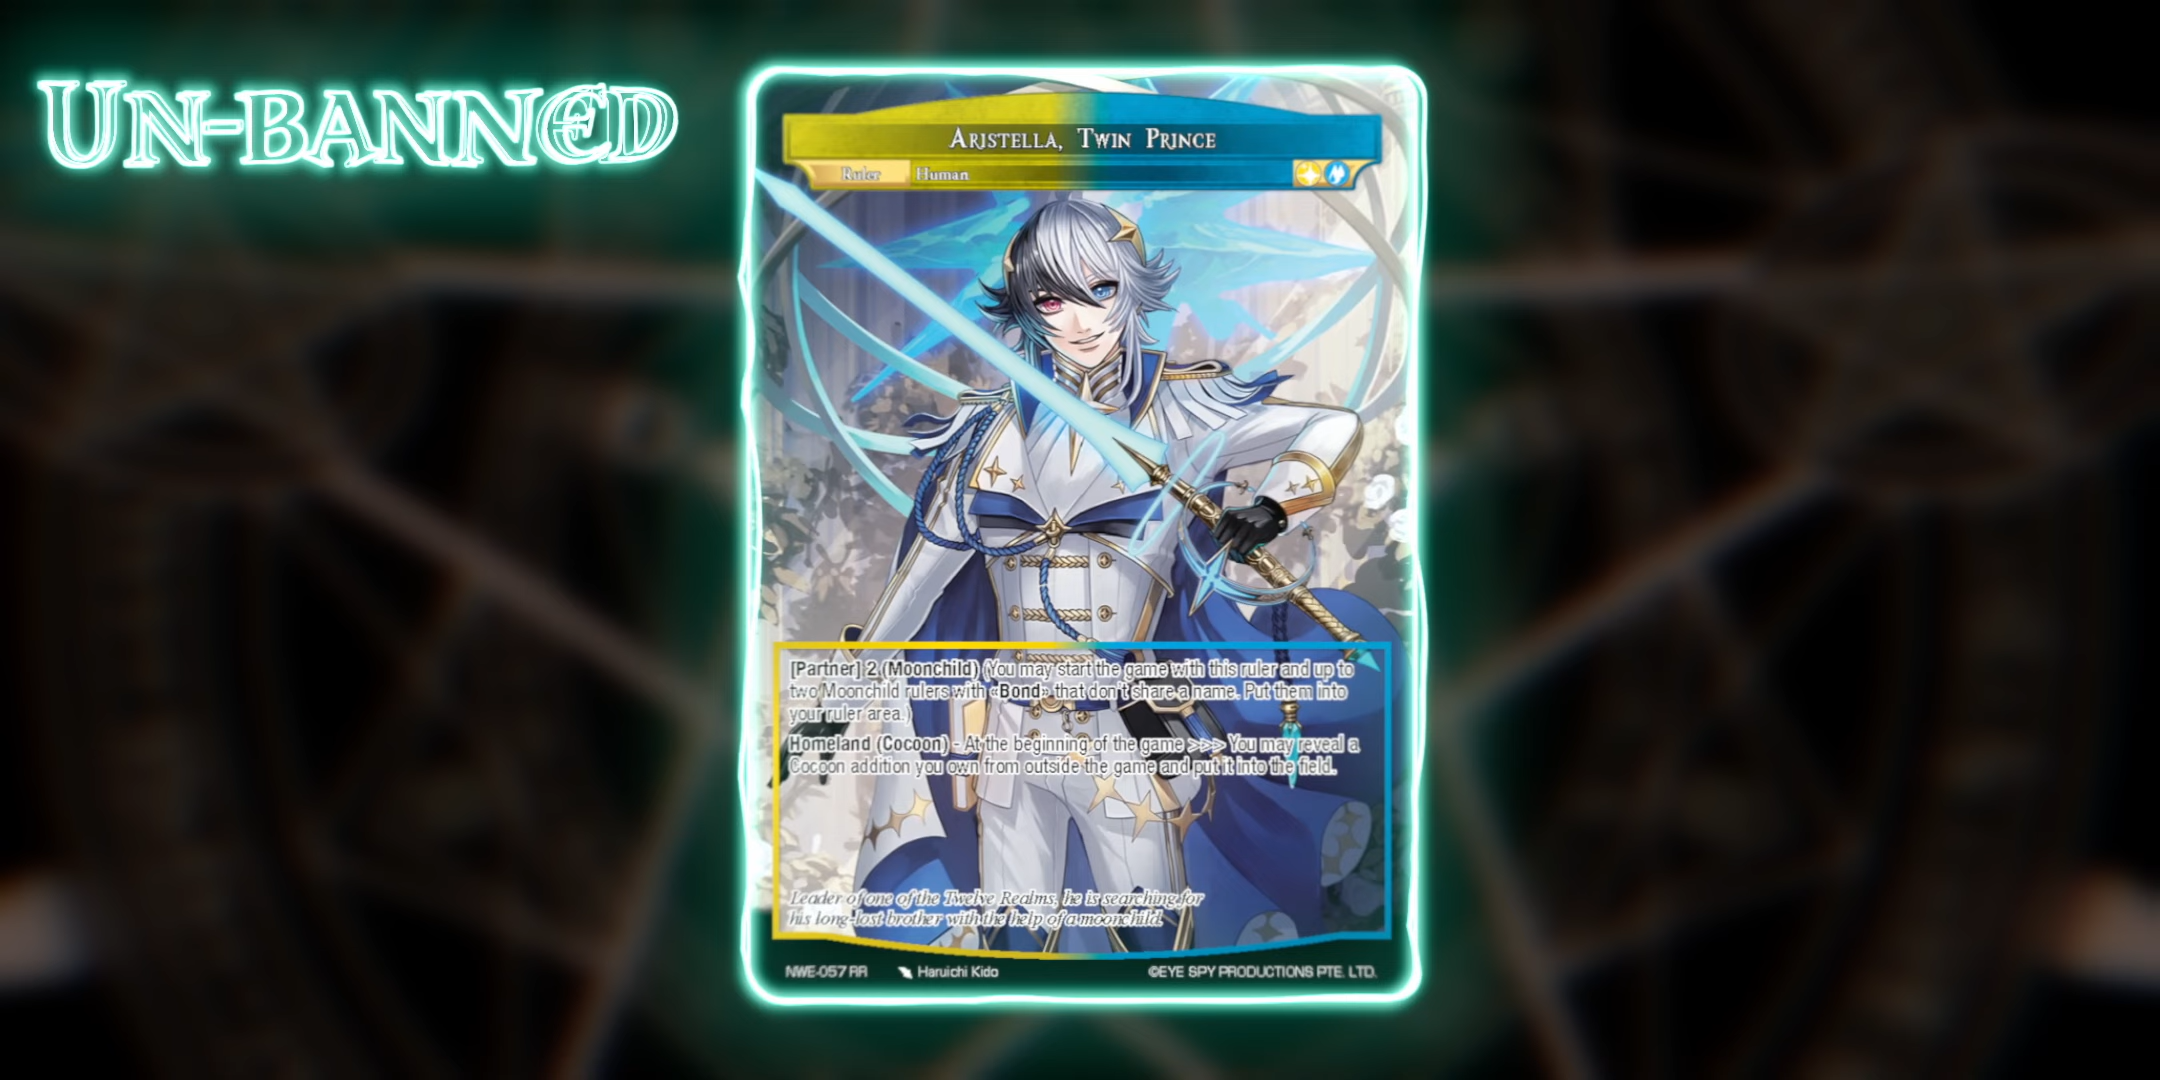 UN-BANNED
ARISTELLA, TWIN PRINCE
Ruler Human
[Partner] 2 (Moonchild) (You may start the game with this ruler and up to
two Moonchild rulers with «Bond» that don't share a name. Put them into
your ruler area.)
Homeland (Cocoon) - At the beginning of the game >>> You may reveal a
Cocoon addition you own from outside the game and put it into the field.
Leader of one of the Twelve Realms, he is searching for
his long-lost brother with the help of a moonchild.
NWE-057 RR Haruichi Kido ©EYE SPY PRODUCTIONS PTE. LTD.